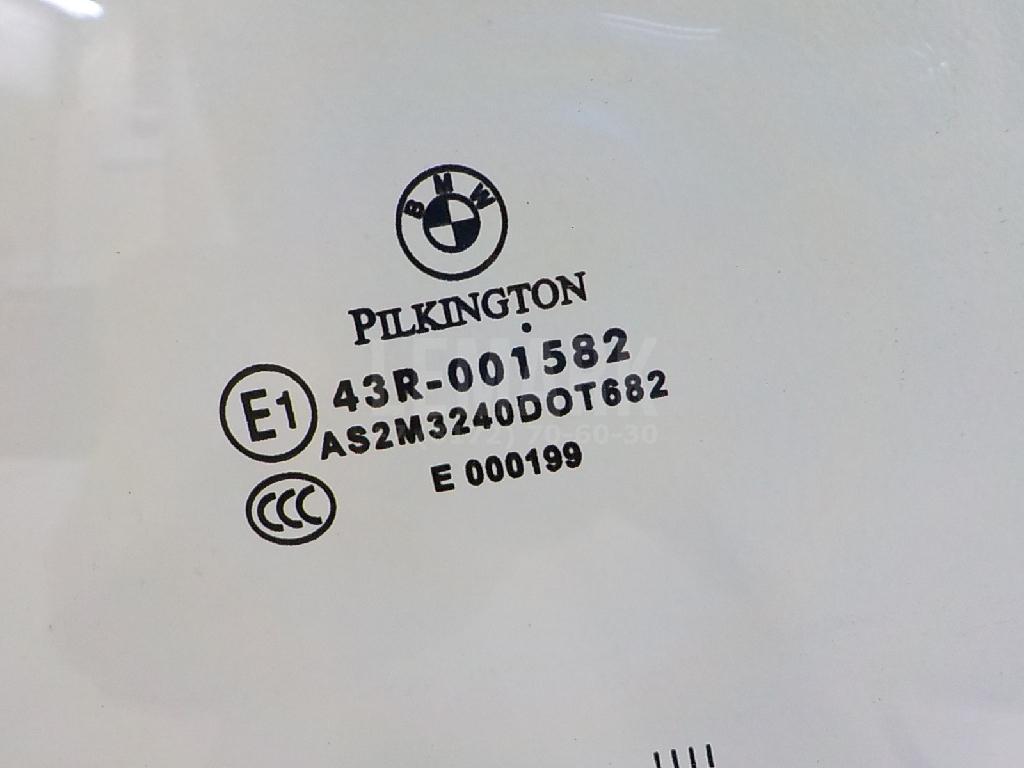 BMW
PILKINGTON
E1 43R-001582
AS2M3240DOT682
E 000199
CCC